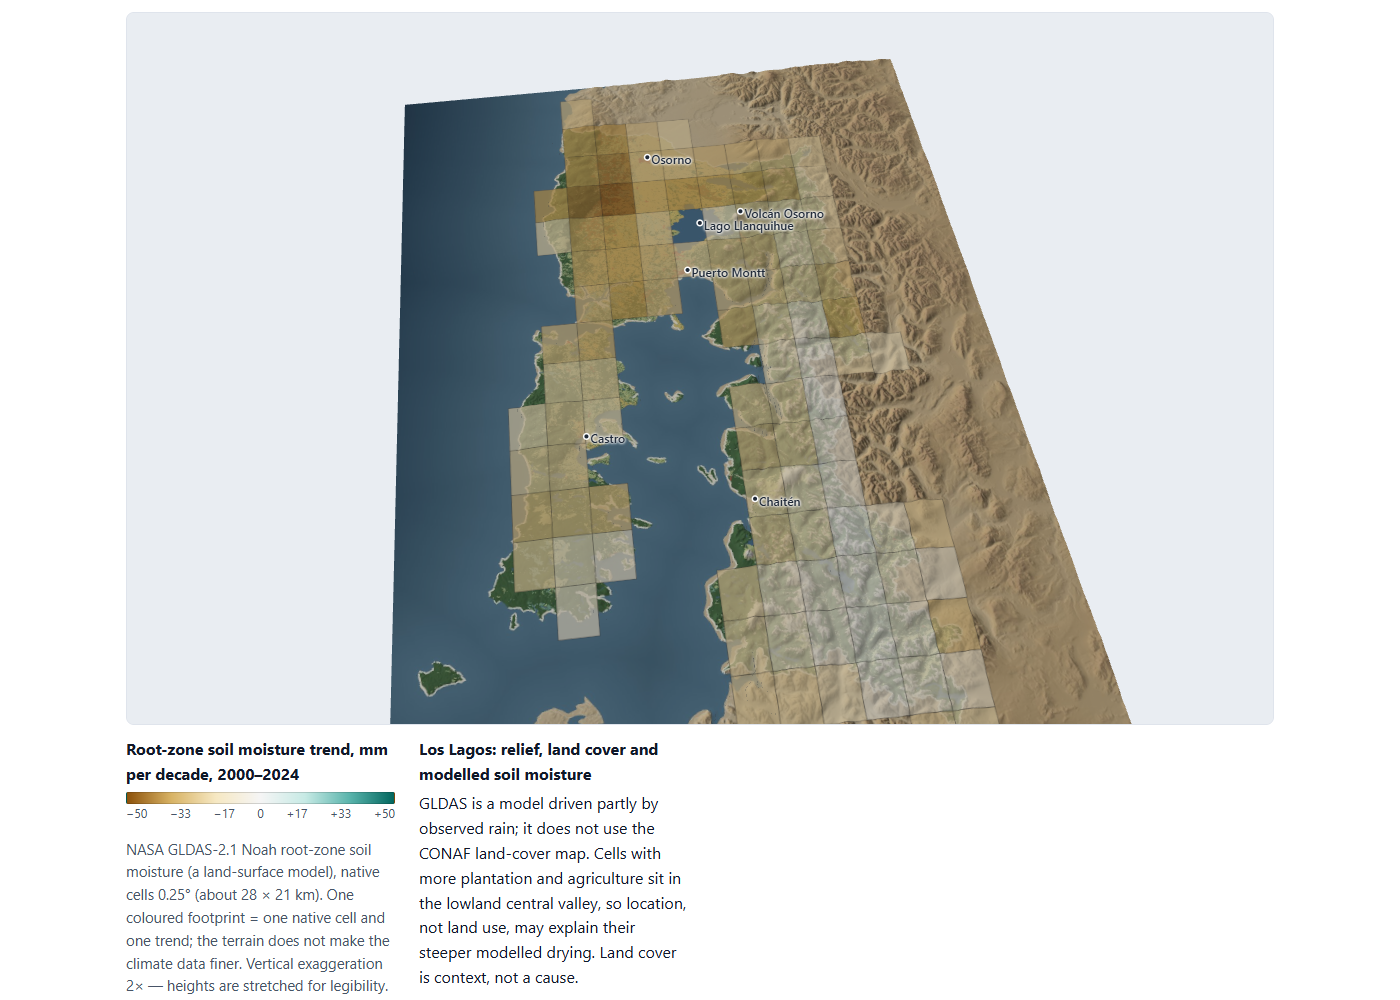 Osorno
Volcán Osorno
Lago Llanquihue
Puerto Montt
Castro
Chaitén
Root-zone soil moisture trend, mm
per decade, 2000–2024
−50 −33 −17 0 +17 +33 +50
NASA GLDAS-2.1 Noah root-zone soil
moisture (a land-surface model), native
cells 0.25° (about 28 × 21 km). One
coloured footprint = one native cell and
one trend; the terrain does not make the
climate data finer. Vertical exaggeration
2× — heights are stretched for legibility.
Los Lagos: relief, land cover and
modelled soil moisture
GLDAS is a model driven partly by
observed rain; it does not use the
CONAF land-cover map. Cells with
more plantation and agriculture sit in
the lowland central valley, so location,
not land use, may explain their
steeper modelled drying. Land cover
is context, not a cause.